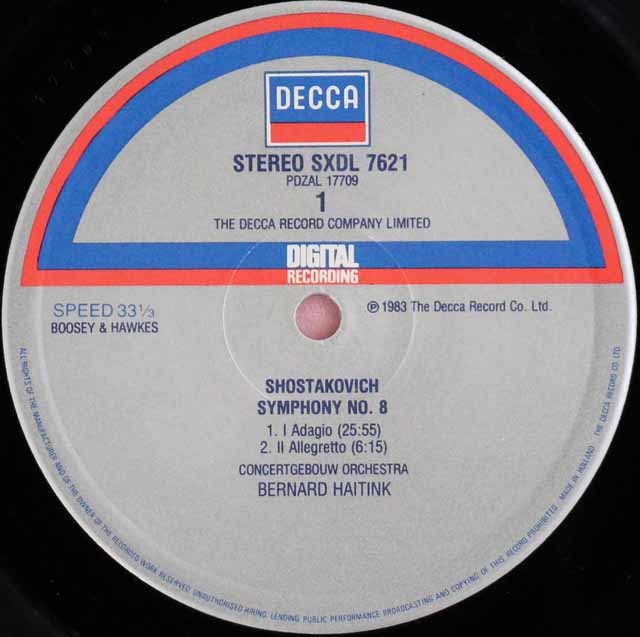 DECCA
STEREO SXDL 7621
PDZAL 17709
1
THE DECCA RECORD COMPANY LIMITED
DIGITAL
RECORDING
SPEED 33 1/3
BOOSEY & HAWKES
℗ 1983 The Decca Record Co. Ltd.
SHOSTAKOVICH
SYMPHONY NO. 8
1. I Adagio (25:55)
2. II Allegretto (6:15)
CONCERTGEBOUW ORCHESTRA
BERNARD HAITINK
ALL RIGHTS OF THE MANUFACTURER AND OF THE OWNER OF THE RECORDED WORK RESERVED. UNAUTHORISED HIRING, LENDING, PUBLIC PERFORMANCE, BROADCASTING AND COPYING OF THIS RECORD PROHIBITED. MADE IN HOLLAND THE DECCA RECORD CO LTD